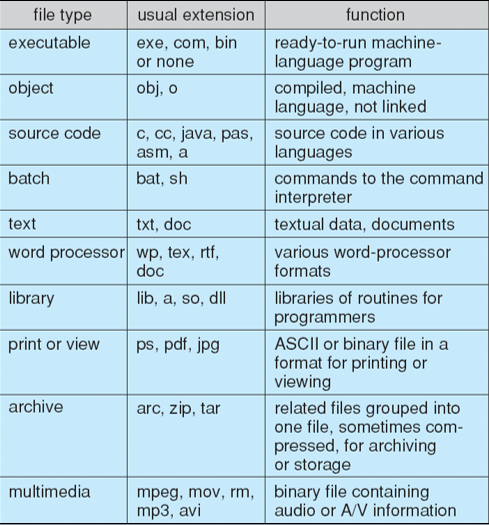 file type usual extension function
executable exe, com, bin ready-to-run machine-
or none language program
object obj, o compiled, machine
language, not linked
source code c, cc, java, pas, source code in various
asm, a languages
batch bat, sh commands to the command
interpreter
text txt, doc textual data, documents
word processor wp, tex, rtf, various word-processor
doc formats
library lib, a, so, dll libraries of routines for
programmers
print or view ps, pdf, jpg ASCII or binary file in a
format for printing or
viewing
archive arc, zip, tar related files grouped into
one file, sometimes com-
pressed, for archiving
or storage
multimedia mpeg, mov, rm, binary file containing
mp3, avi audio or A/V information